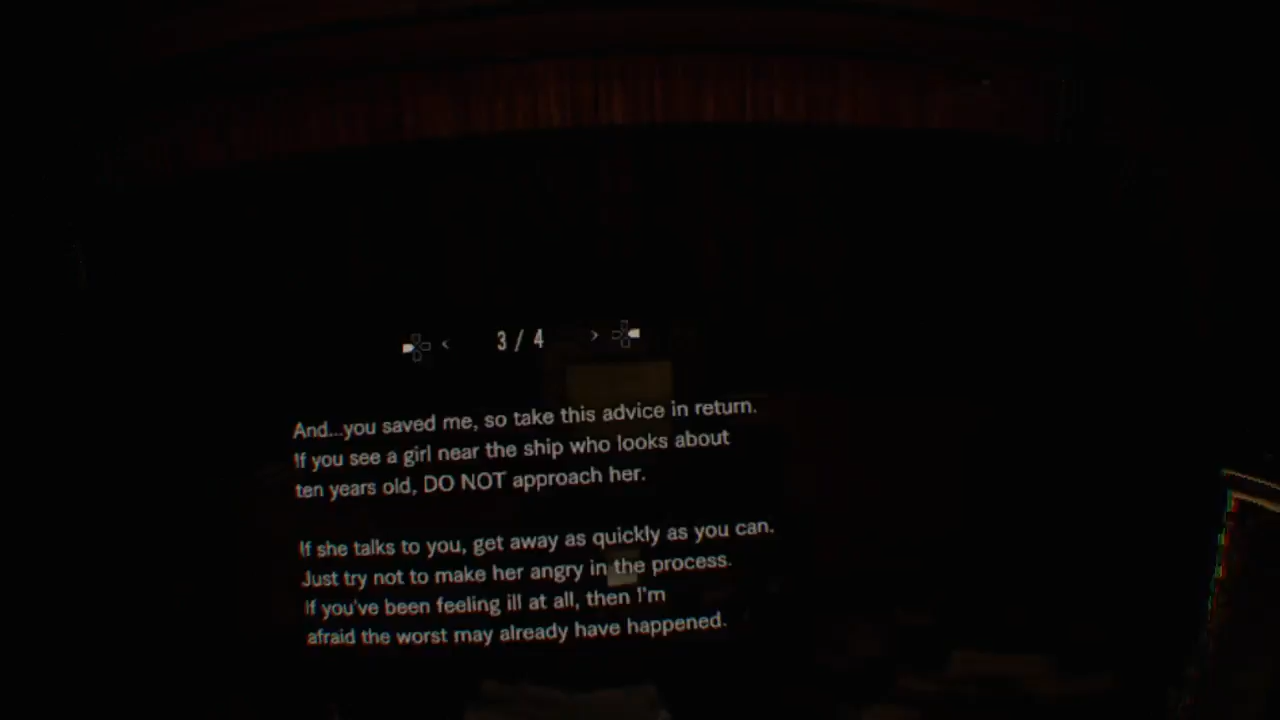 < 3 / 4 >
And...you saved me, so take this advice in return.
If you see a girl near the ship who looks about
ten years old, DO NOT approach her.
If she talks to you, get away as quickly as you can.
Just try not to make her angry in the process.
If you've been feeling ill at all, then I'm
afraid the worst may already have happened.